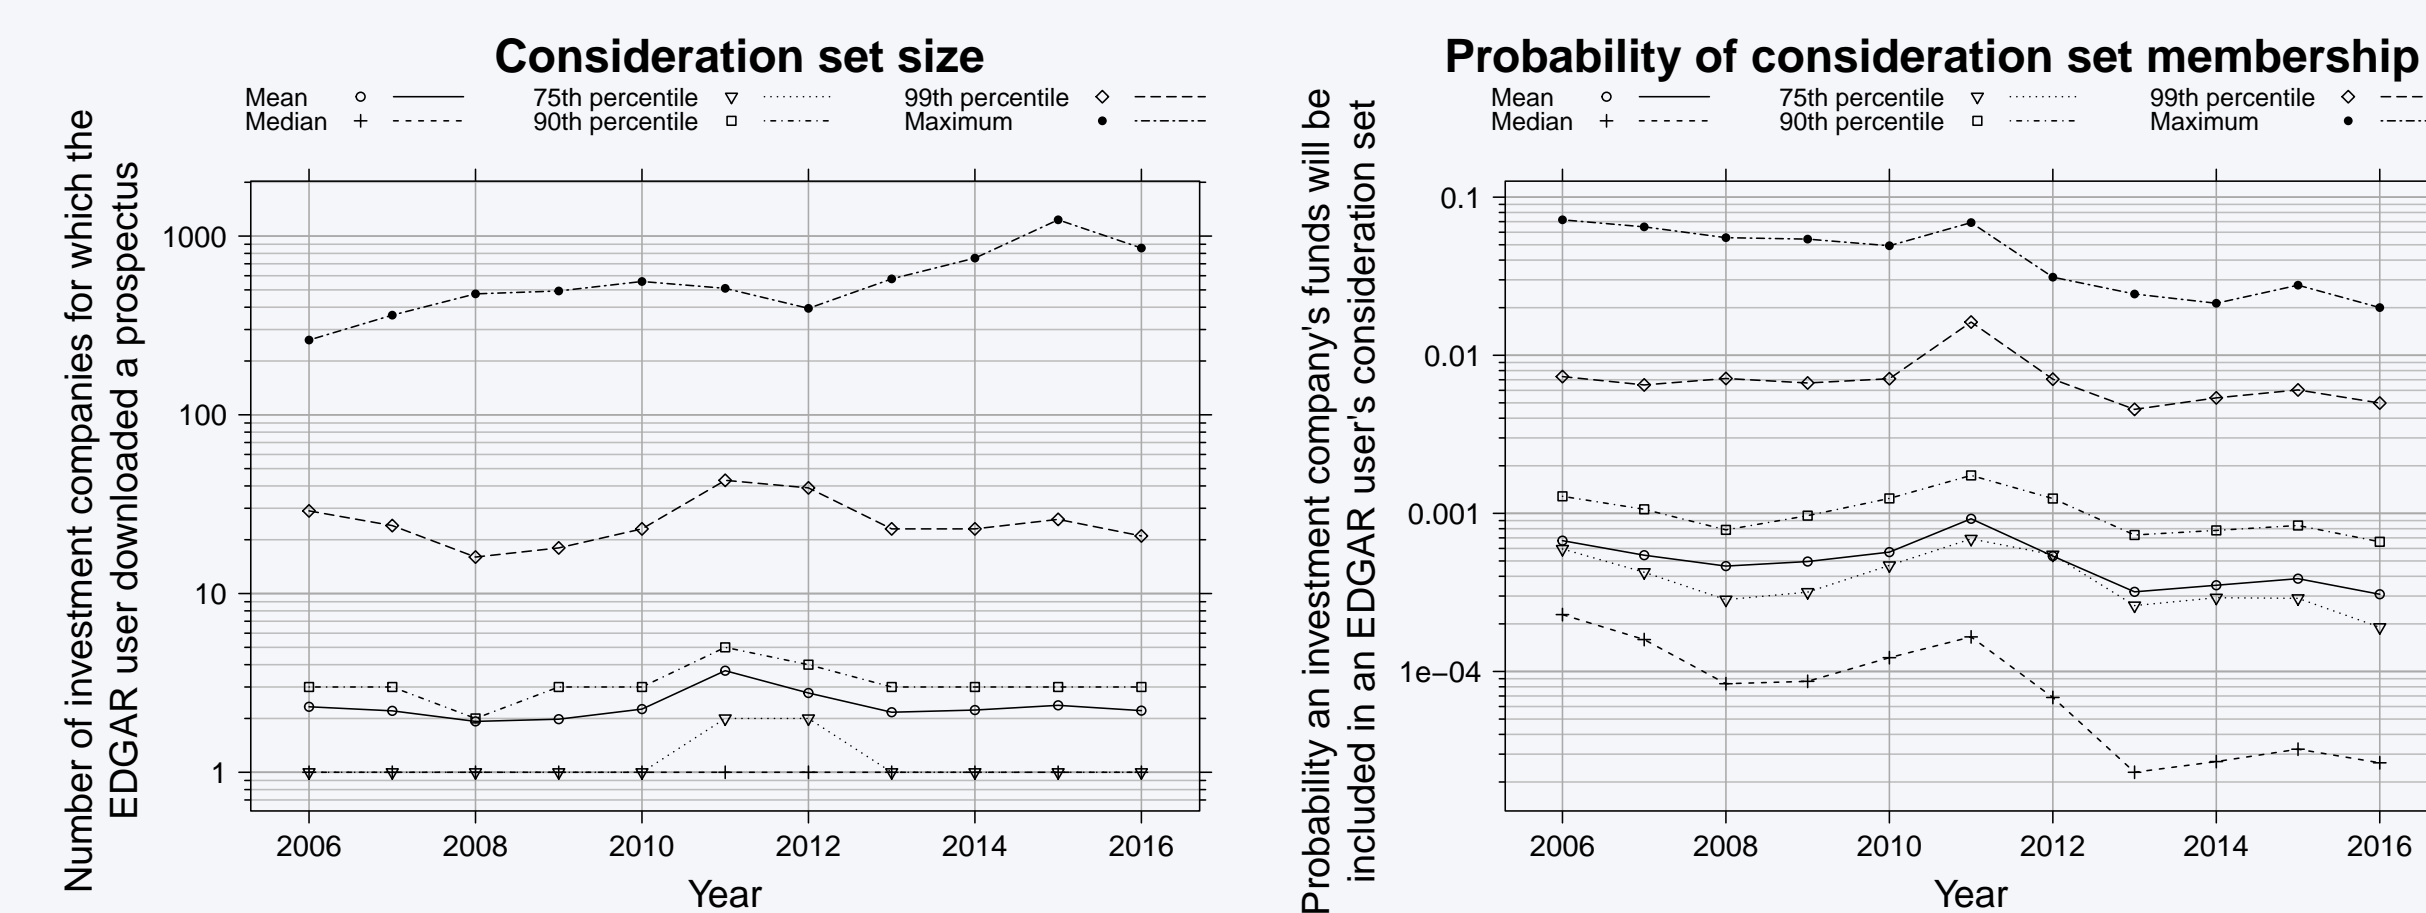 Consideration set size
Mean
75th percentile
99th percentile
Median
90th percentile
Maximum
Number of investment companies for which the
EDGAR user downloaded a prospectus
1000
100
10
1
2006
2008
2010
2012
2014
2016
Year
Probability of consideration set membership
Mean
75th percentile
99th percentile
Median
90th percentile
Maximum
Probability an investment company's funds will be
included in an EDGAR user's consideration set
0.1
0.01
0.001
1e−04
2006
2008
2010
2012
2014
2016
Year